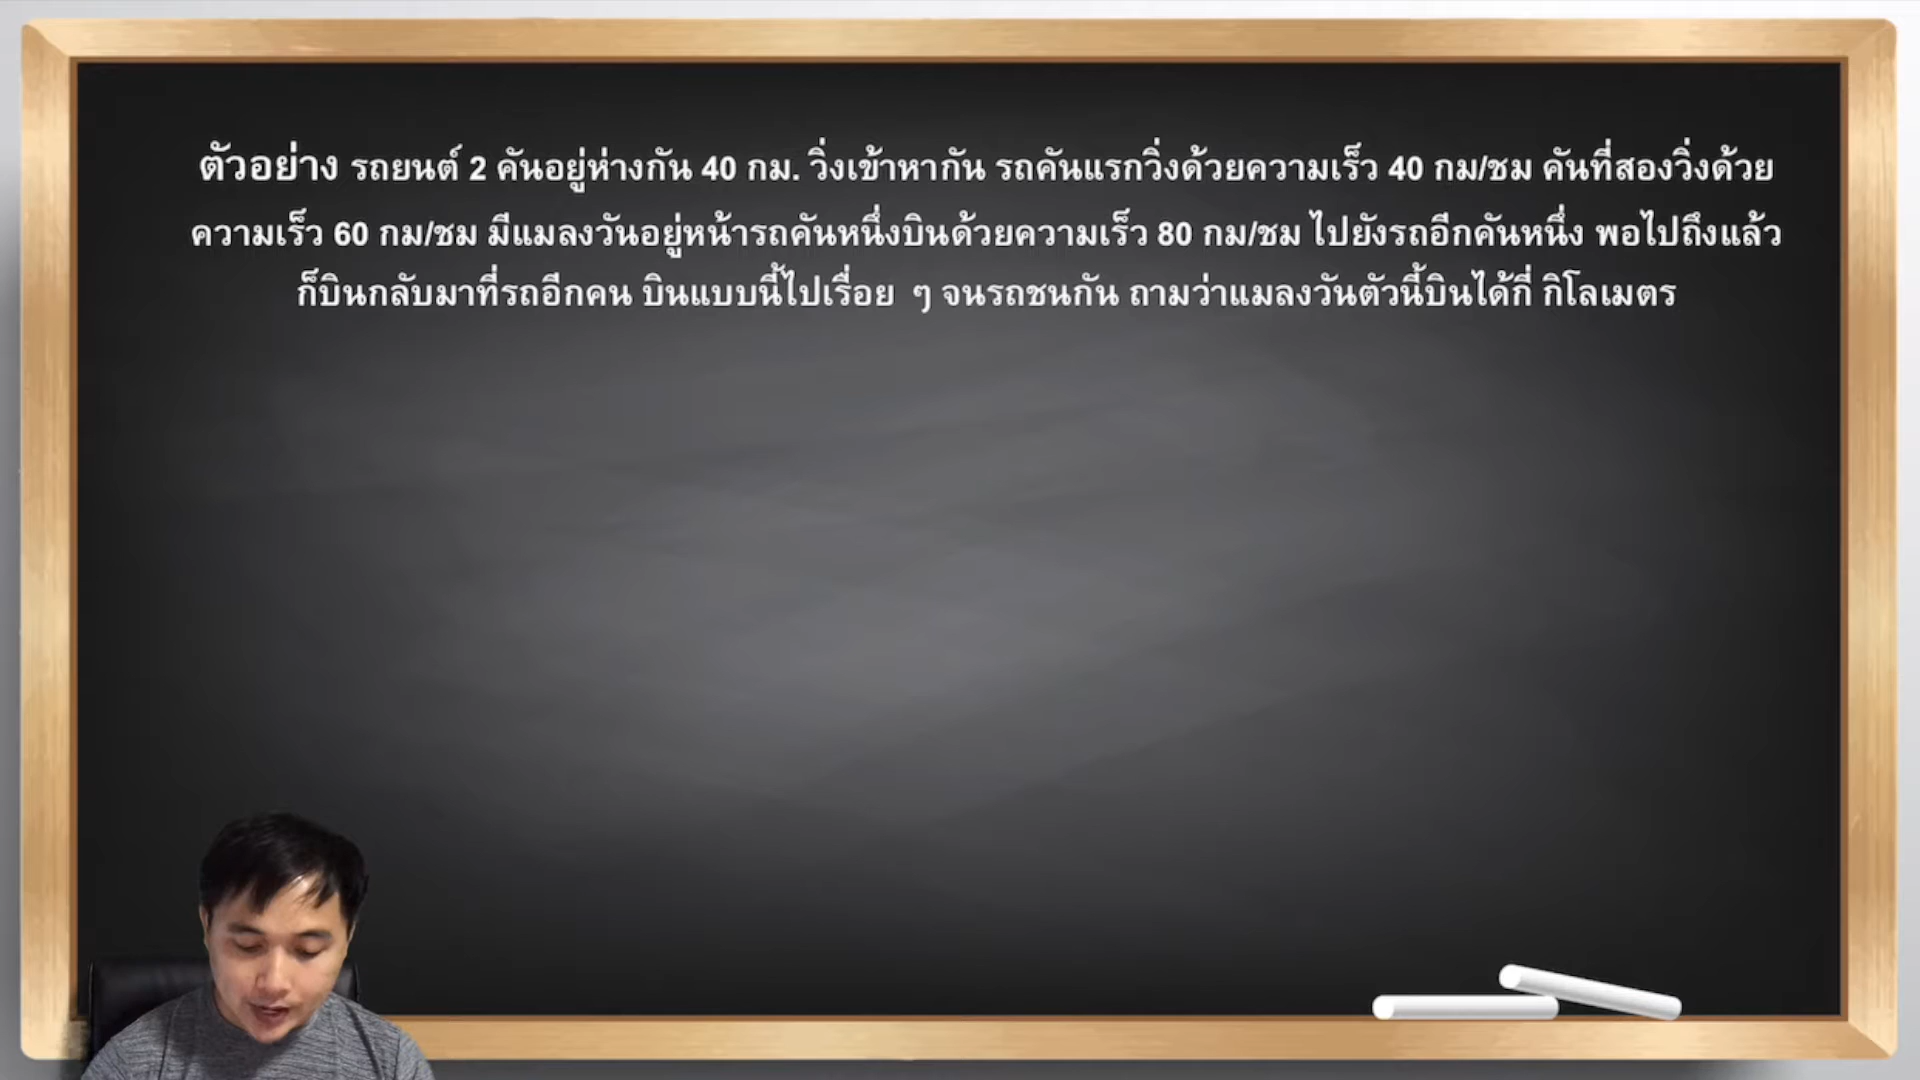 ตัวอย่าง รถยนต์ 2 คันอยู่ห่างกัน 40 กม. วิ่งเข้าหากัน รถคันแรกวิ่งด้วยความเร็ว 40 กม/ชม คันที่สองวิ่งด้วย
ความเร็ว 60 กม/ชม มีแมลงวันอยู่หน้ารถคันหนึ่งบินด้วยความเร็ว 80 กม/ชม ไปยังรถอีกคันหนึ่ง พอไปถึงแล้ว
ก็บินกลับมาที่รถอีกคน บินแบบนี้ไปเรื่อย ๆ จนรถชนกัน ถามว่าแมลงวันตัวนี้บินได้กี่ กิโลเมตร